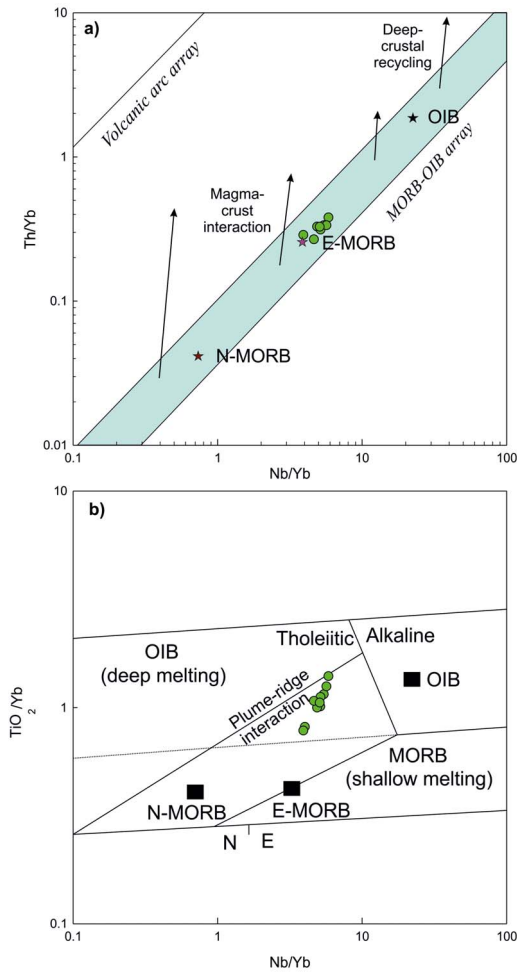 10
a)
Deep-
crustal
recycling
Volcanic arc array
OIB
1
MORB-OIB array
Magma-
crust
interaction
E-MORB
Th/Yb
0.1
N-MORB
0.01
0.1
1
10
100
Nb/Yb
10
b)
OIB
(deep melting)
Tholeiitic
Alkaline
OIB
Plume-ridge
interaction
TiO2/Yb
1
MORB
(shallow melting)
N-MORB
E-MORB
N
E
0.1
0.1
1
10
100
Nb/Yb